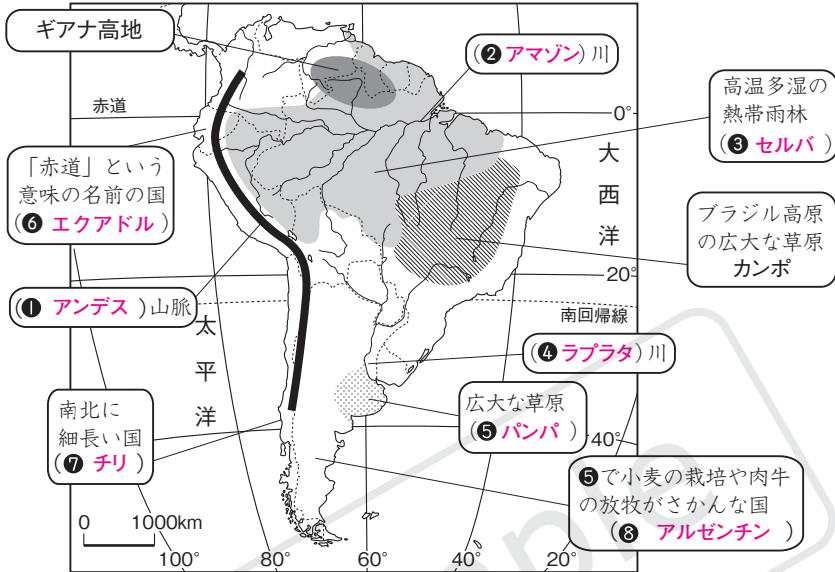 ギアナ高地
(❷ アマゾン)川
赤道
0°
高温多湿の
熱帯雨林
(❸ セルバ )
大西洋
「赤道」という
意味の名前の国
(❻ エクアドル )
ブラジル高原
の広大な草原
カンポ
20°
(❶ アンデス )山脈
南回帰線
太平洋
(❹ ラプラタ)川
南北に
細長い国
(❼ チリ )
広大な草原
(❺ パンパ )
40°
❺で小麦の栽培や肉牛
の放牧がさかんな国
(❽ アルゼンチン )
0 1000km
100° 80° 60° 40° 20°